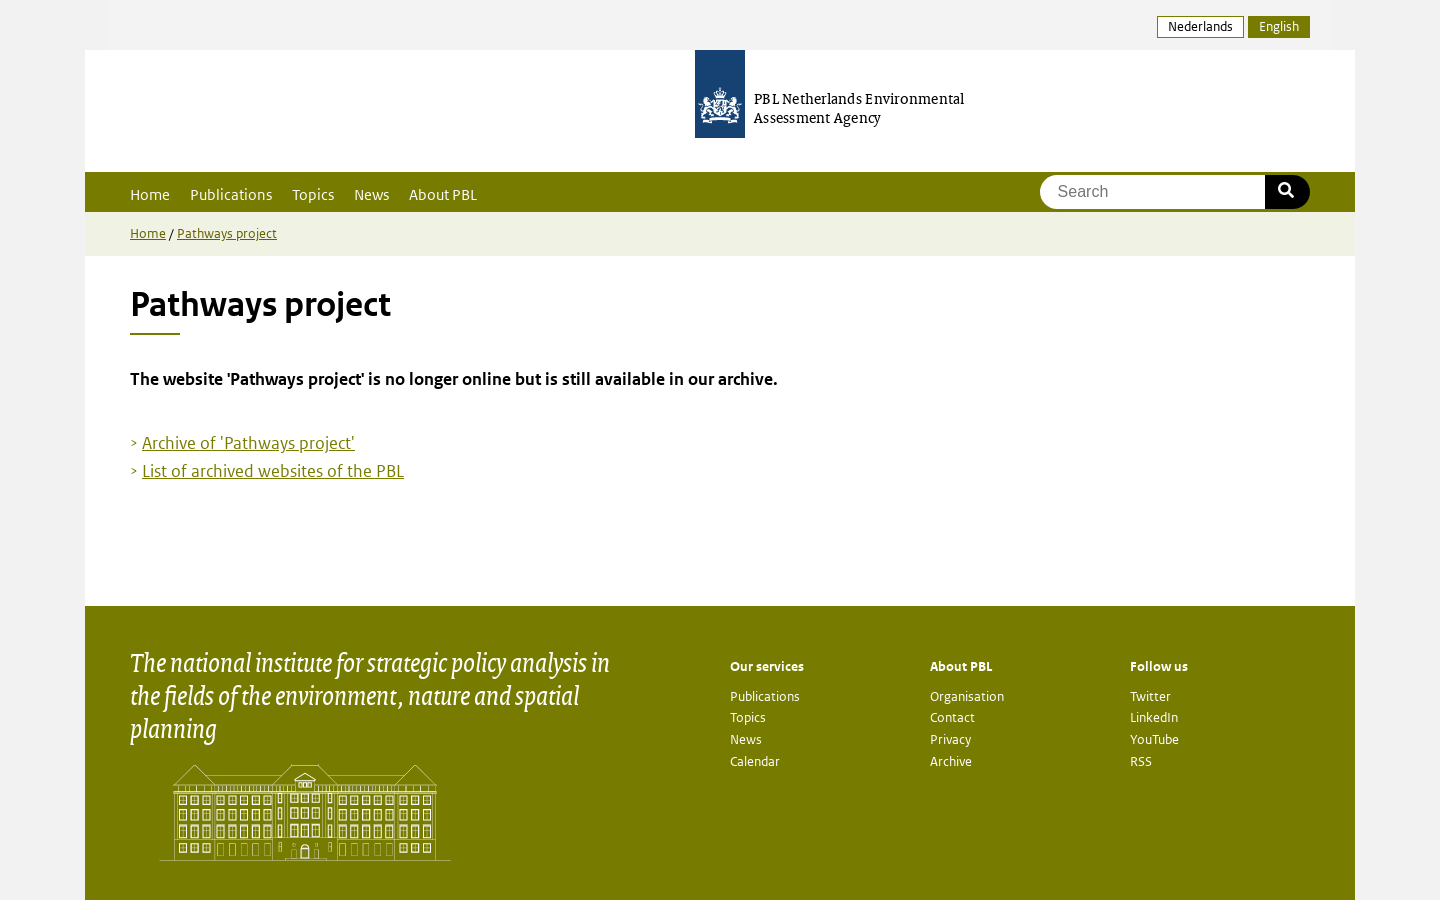 Nederlands English
PBL Netherlands Environmental
Assessment Agency
Home Publications Topics News About PBL Search
Home / Pathways project
Pathways project
The website 'Pathways project' is no longer online but is still available in our archive.
> Archive of 'Pathways project'
> List of archived websites of the PBL
The national institute for strategic policy analysis in
the fields of the environment, nature and spatial
planning
Our services
Publications
Topics
News
Calendar
About PBL
Organisation
Contact
Privacy
Archive
Follow us
Twitter
LinkedIn
YouTube
RSS